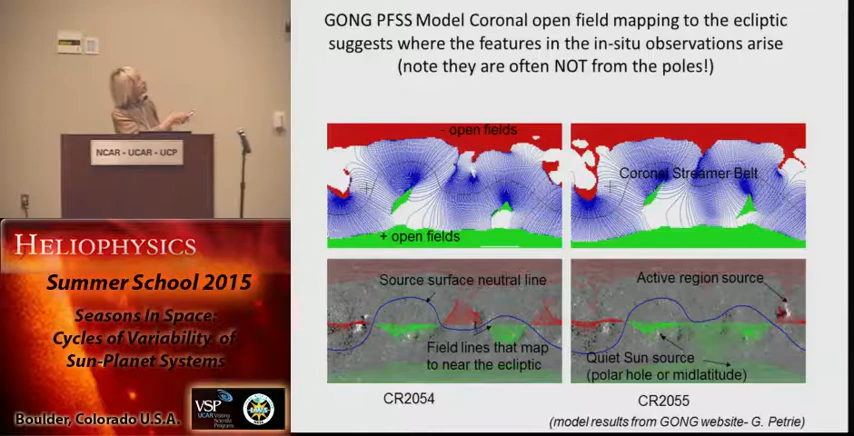 GONG PFSS Model Coronal open field mapping to the ecliptic
suggests where the features in the in-situ observations arise
(note they are often NOT from the poles!)
- open fields
Coronal Streamer Belt
+ open fields
Source surface neutral line
Active region source
Field lines that map
to near the ecliptic
Quiet Sun source
(polar hole or midlatitude)
CR2054
CR2055
(model results from GONG website- G. Petrie)
NCAR - UCAR - UCP
HELIOPHYSICS
Summer School 2015
Seasons in Space:
Cycles of Variability of
Sun-Planet Systems
Boulder, Colorado U.S.A.
VSP
UCAR Visiting
Scientist
Programs